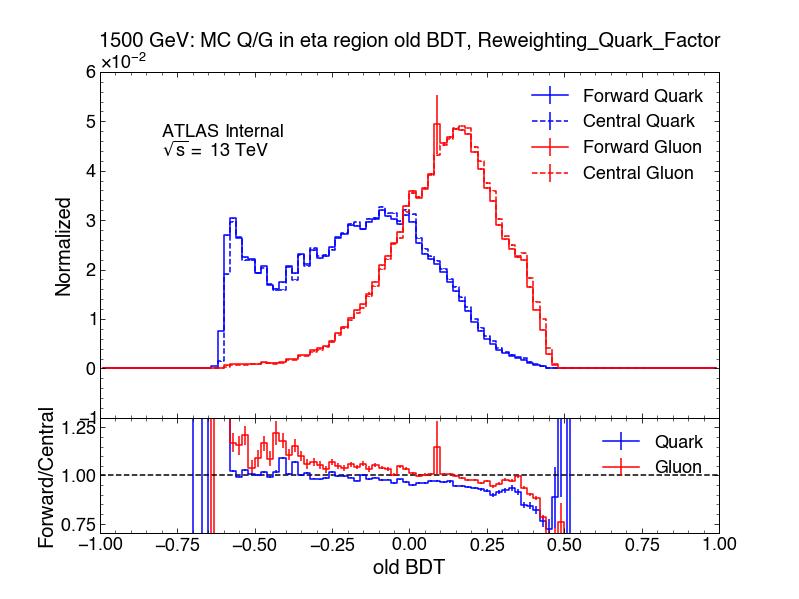 1500 GeV: MC Q/G in eta region old BDT, Reweighting_Quark_Factor
×10−2
6
5
4
3
2
1
0
−1
Normalized
ATLAS Internal
√s = 13 TeV
Forward Quark
Central Quark
Forward Gluon
Central Gluon
1.25
1.00
0.75
Forward/Central
Quark
Gluon
−1.00 −0.75 −0.50 −0.25 0.00 0.25 0.50 0.75 1.00
old BDT